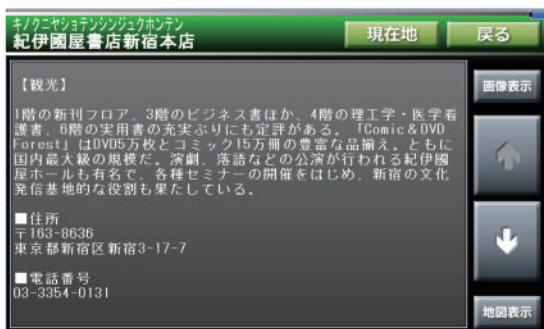 キノクニヤショテンシンジュクホンテン
紀伊國屋書店新宿本店
現在地
戻る
【観光】
1階の新刊フロア、3階のビジネス書ほか、4階の理工学・医学看
護書、6階の実用書の充実ぶりにも定評がある。「Comic&DVD
Forest」はDVD5万枚とコミック15万冊の豊富な品揃え。ともに
国内最大級の規模だ。演劇、落語などの公演が行われる紀伊國
屋ホールも有名で、各種セミナーの開催をはじめ、新宿の文化
発信基地的な役割も果たしている。
■住所
〒163-8636
東京都新宿区新宿3-17-7
■電話番号
03-3354-0131
画像表示
地図表示